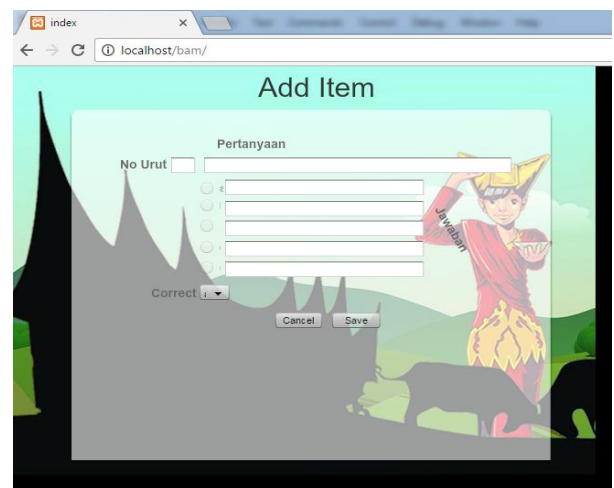 index
localhost/bam/
Add Item
Pertanyaan
No Urut
Jawaban
Correct
Cancel Save